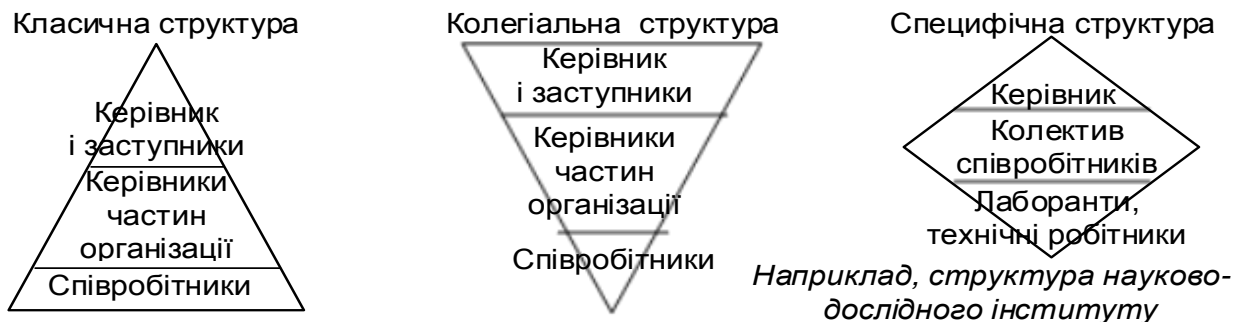 Класична структура
Керівник
і заступники
Керівники
частин
організації
Співробітники
Колегіальна структура
Керівник
і заступники
Керівники
частин
організації
Співробітники
Специфічна структура
Керівник
Колектив
співробітників
Лаборанти,
технічні робітники
Наприклад, структура науково-
дослідного інституту